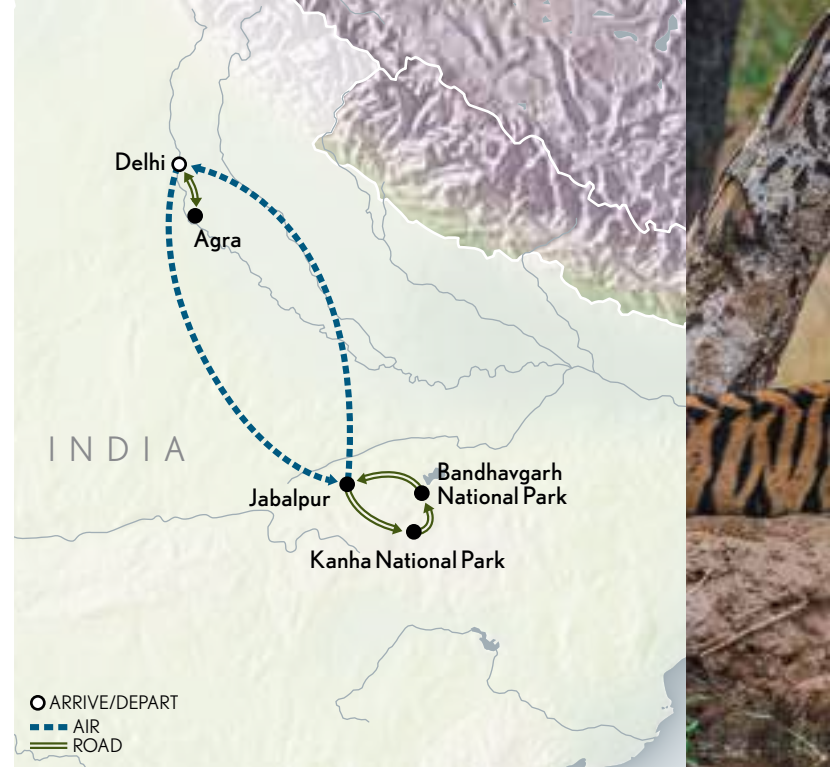 Delhi
Agra
INDIA
Jabalpur
Bandhavgarh
National Park
Kanha National Park
ARRIVE/DEPART
AIR
ROAD